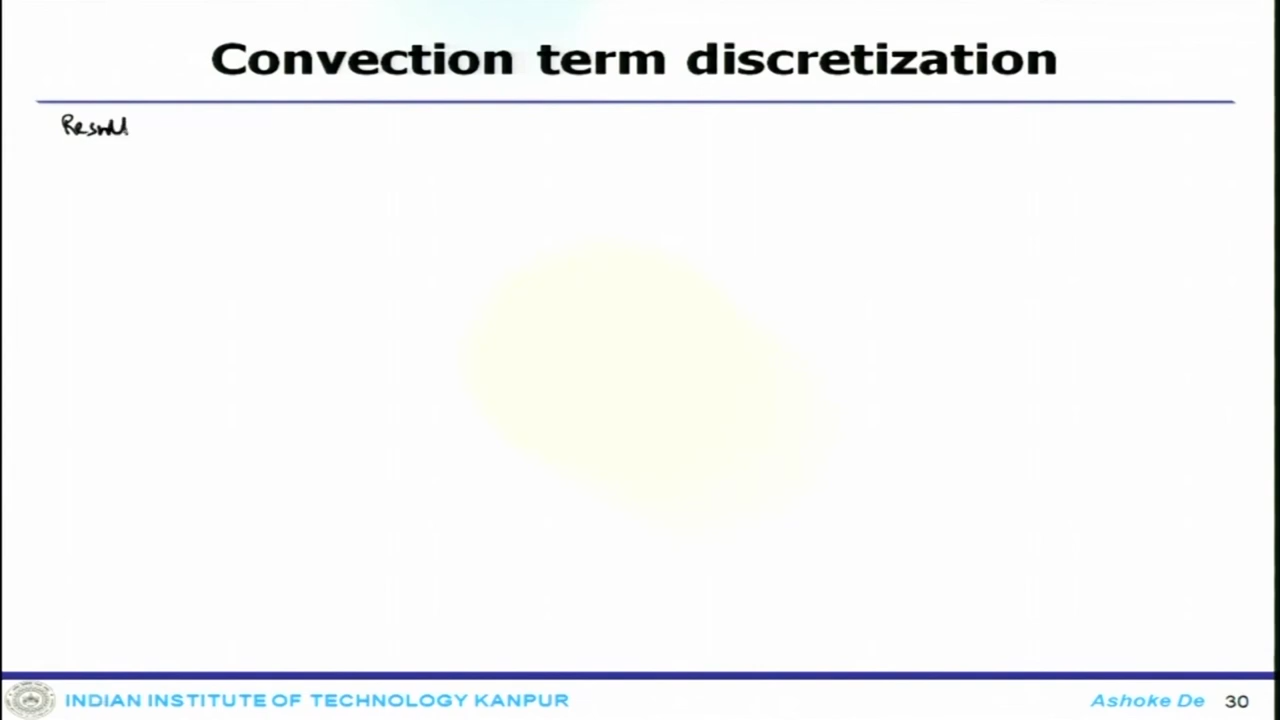 Convection term discretization
Result
INDIAN INSTITUTE OF TECHNOLOGY KANPUR
Ashoke De 30